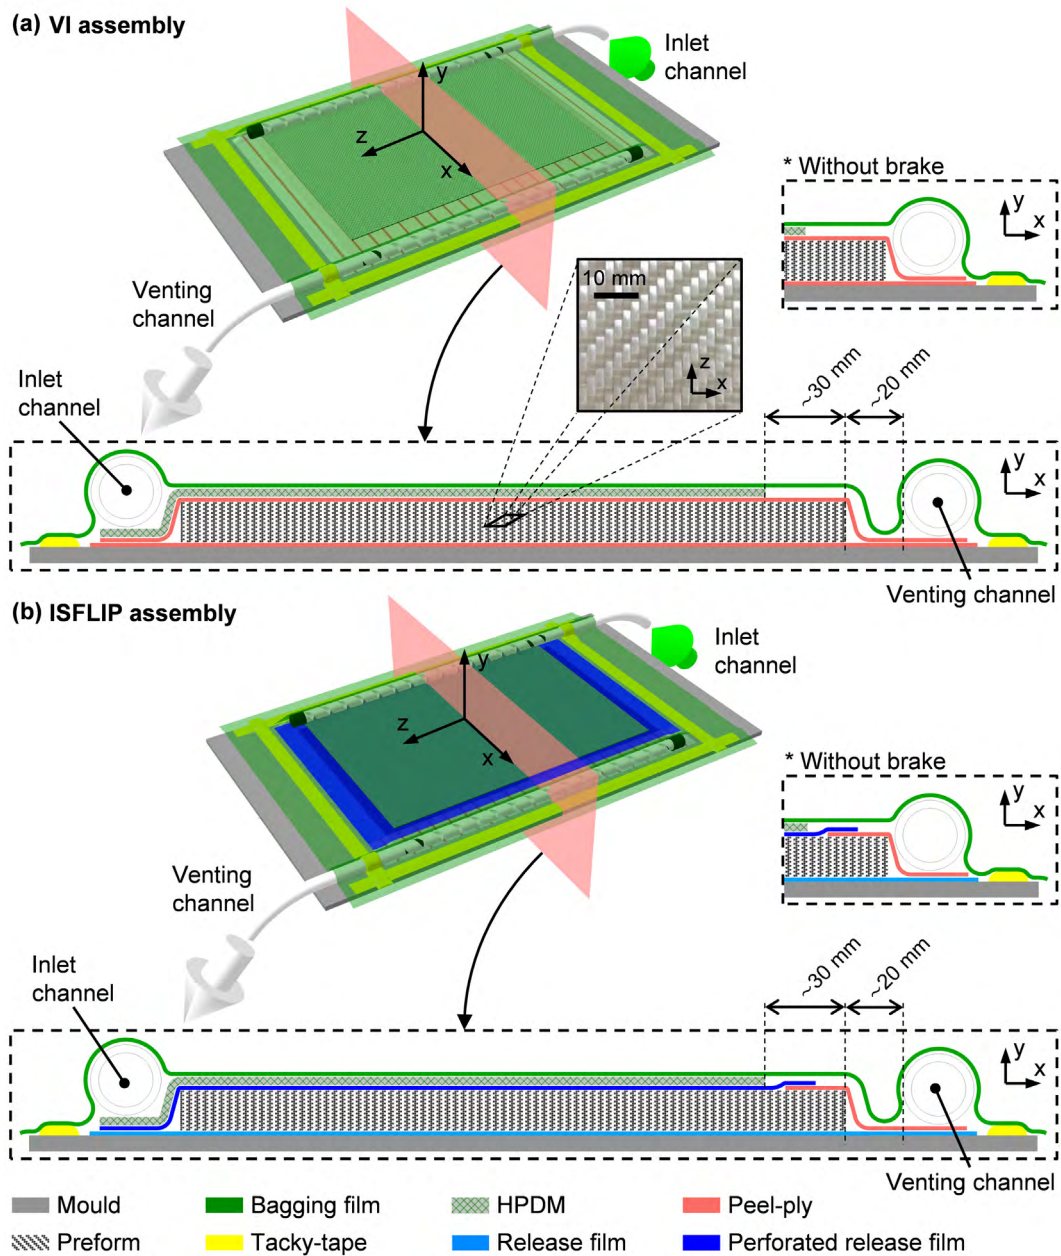 (a) VI assembly
Inlet
channel
y
z
x
* Without brake
y
x
10 mm
z
x
Venting
channel
~30 mm
~20 mm
Inlet
channel
y
x
Venting channel
(b) ISFLIP assembly
Inlet
channel
y
z
x
* Without brake
y
x
Venting
channel
~30 mm
~20 mm
Inlet
channel
y
x
Venting channel
Mould
Bagging film
HPDM
Peel-ply
Preform
Tacky-tape
Release film
Perforated release film